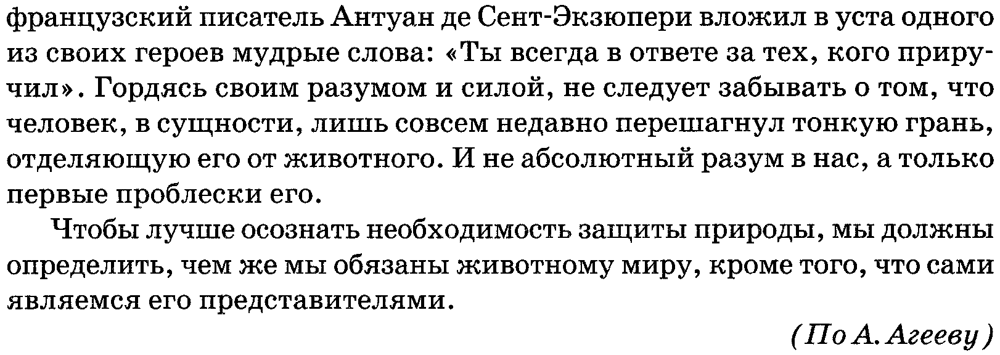 французский писатель Антуан де Сент-Экзюпери вложил в уста одного
из своих героев мудрые слова: «Ты всегда в ответе за тех, кого приру-
чил». Гордясь своим разумом и силой, не следует забывать о том, что
человек, в сущности, лишь совсем недавно перешагнул тонкую грань,
отделяющую его от животного. И не абсолютный разум в нас, а только
первые проблески его.
Чтобы лучше осознать необходимость защиты природы, мы должны
определить, чем же мы обязаны животному миру, кроме того, что сами
являемся его представителями.
(По А. Агееву)